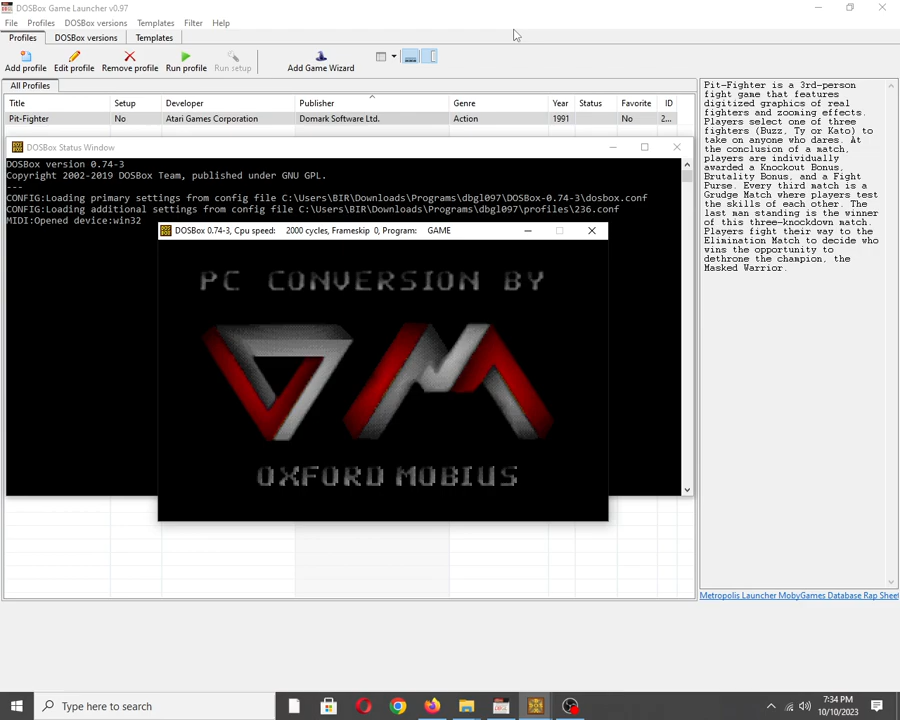 DOSBox Game Launcher v0.97
File Profiles DOSBox versions Templates Filter Help
Profiles DOSBox versions Templates
Add profile Edit profile Remove profile Run profile Run setup Add Game Wizard
All Profiles
Title Setup Developer Publisher Genre Year Status Favorite ID
Pit-Fighter No Atari Games Corporation Domark Software Ltd. Action 1991 No 2...
DOSBox Status Window
DOSBox version 0.74-3
Copyright 2002-2019 DOSBox Team, published under GNU GPL.
---
CONFIG:Loading primary settings from config file C:\Users\BIR\Downloads\Programs\dbgl097\DOSBox-0.74-3\dosbox.conf
CONFIG:Loading additional settings from config file C:\Users\BIR\Downloads\Programs\dbgl097\profiles\236.conf
MIDI:Opened device:win32
DOSBox 0.74-3, Cpu speed: 2000 cycles, Frameskip 0, Program: GAME
PC CONVERSION BY
OM
OXFORD MOBIUS
Pit-Fighter is a 3rd-person
fight game that features
digitized graphics of real
fighters and zooming effects.
Players select one of three
fighters (Buzz, Ty or Kato) to
take on anyone who dares. At
the conclusion of a match,
players are individually
awarded a Knockout Bonus,
Brutality Bonus, and a Fight
Purse. Every third match is a
Grudge Match where players test
the skills of each other. The
last man standing is the winner
of this three-knockdown match.
Players fight their way to the
Elimination Match to decide who
wins the opportunity to
dethrone the champion, the
Masked Warrior.
Metropolis Launcher MobyGames Database Rap Sheet
Type here to search
7:34 PM
10/10/2023